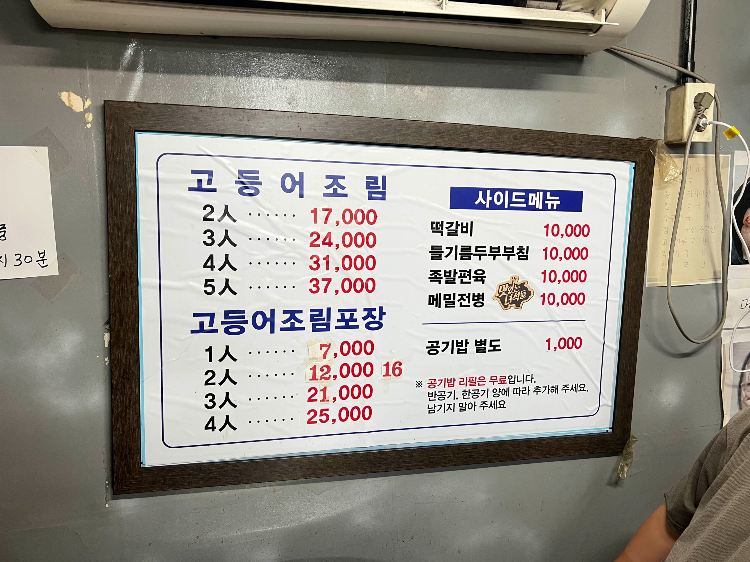 고등어조림
2人 ······ 17,000
3人 ······ 24,000
4人 ······ 31,000
5人 ······ 37,000
고등어조림포장
1人 ······ 7,000
2人 ······ 12,000 16
3人 ······ 21,000
4人 ······ 25,000
사이드메뉴
떡갈비 10,000
들기름두부부침 10,000
족발편육 10,000
메밀전병 10,000
공기밥 별도 1,000
※ 공기밥 리필은 무료입니다.
반공기, 한공기 양에 따라 추가해 주세요.
남기지 말아 주세요
30분